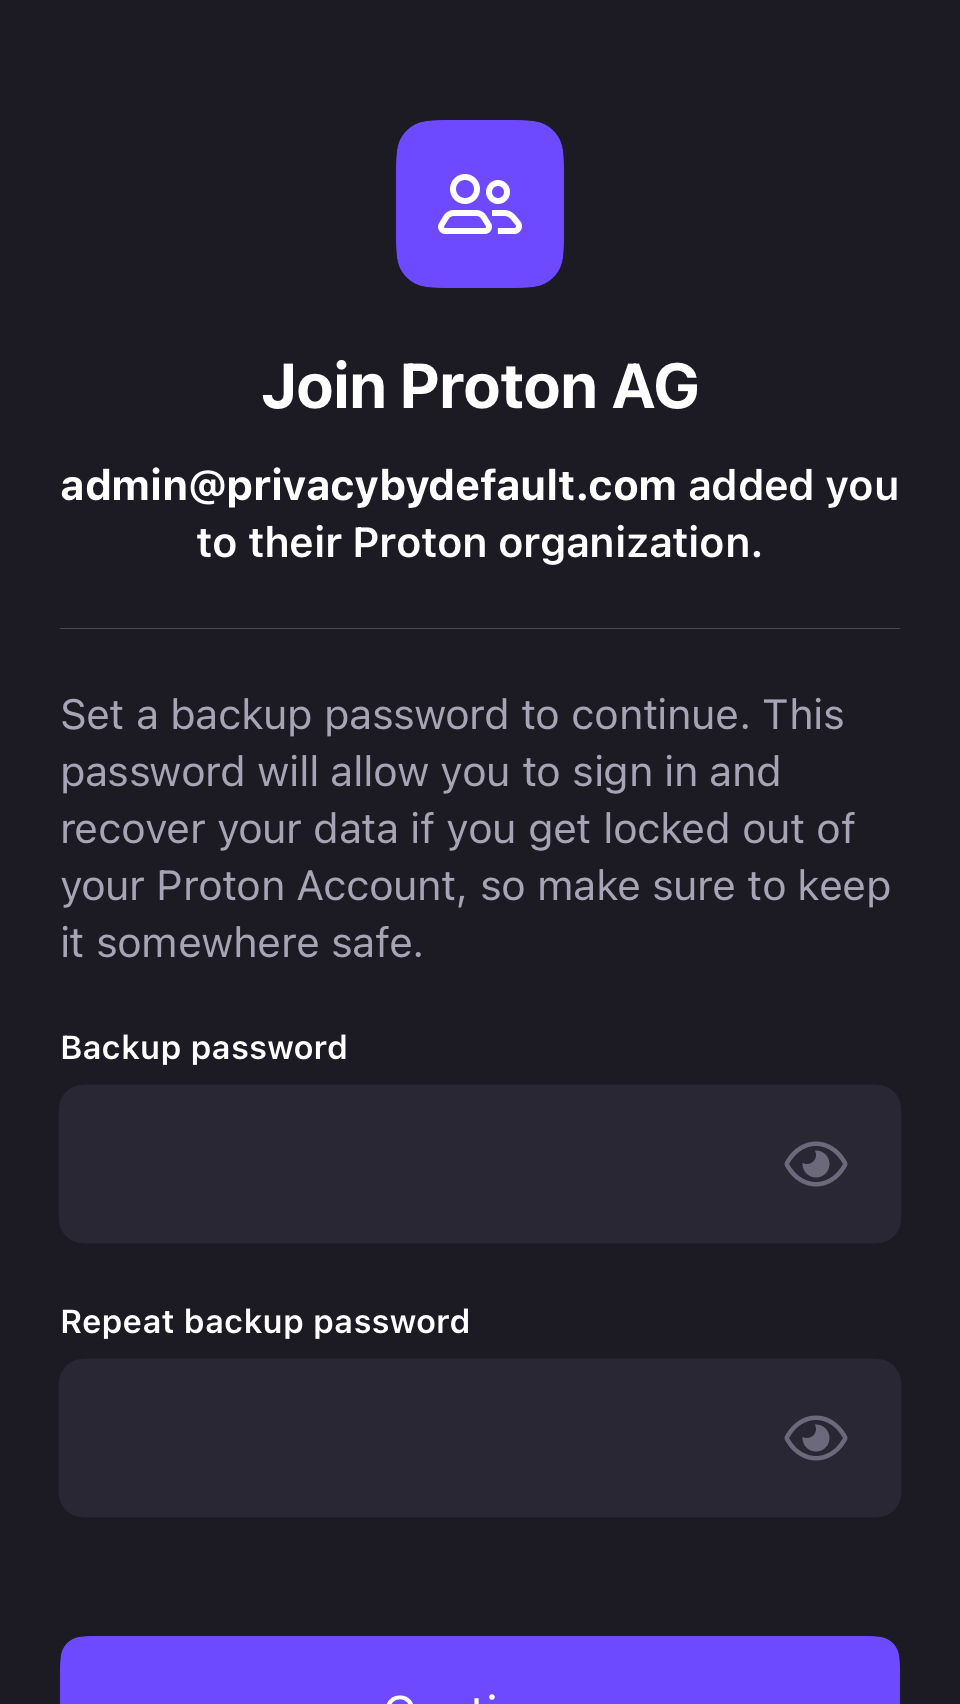 Join Proton AG
admin@privacybydefault.com added you
to their Proton organization.
Set a backup password to continue. This
password will allow you to sign in and
recover your data if you get locked out of
your Proton Account, so make sure to keep
it somewhere safe.
Backup password
Repeat backup password